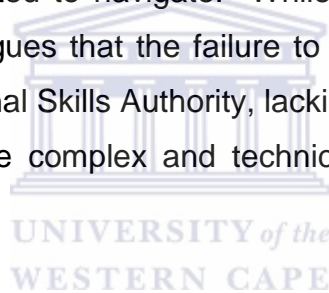 ted to navigate. While
gues that the failure to
nal Skills Authority, lacki
e complex and technic
UNIVERSITY of the
WESTERN CAPE